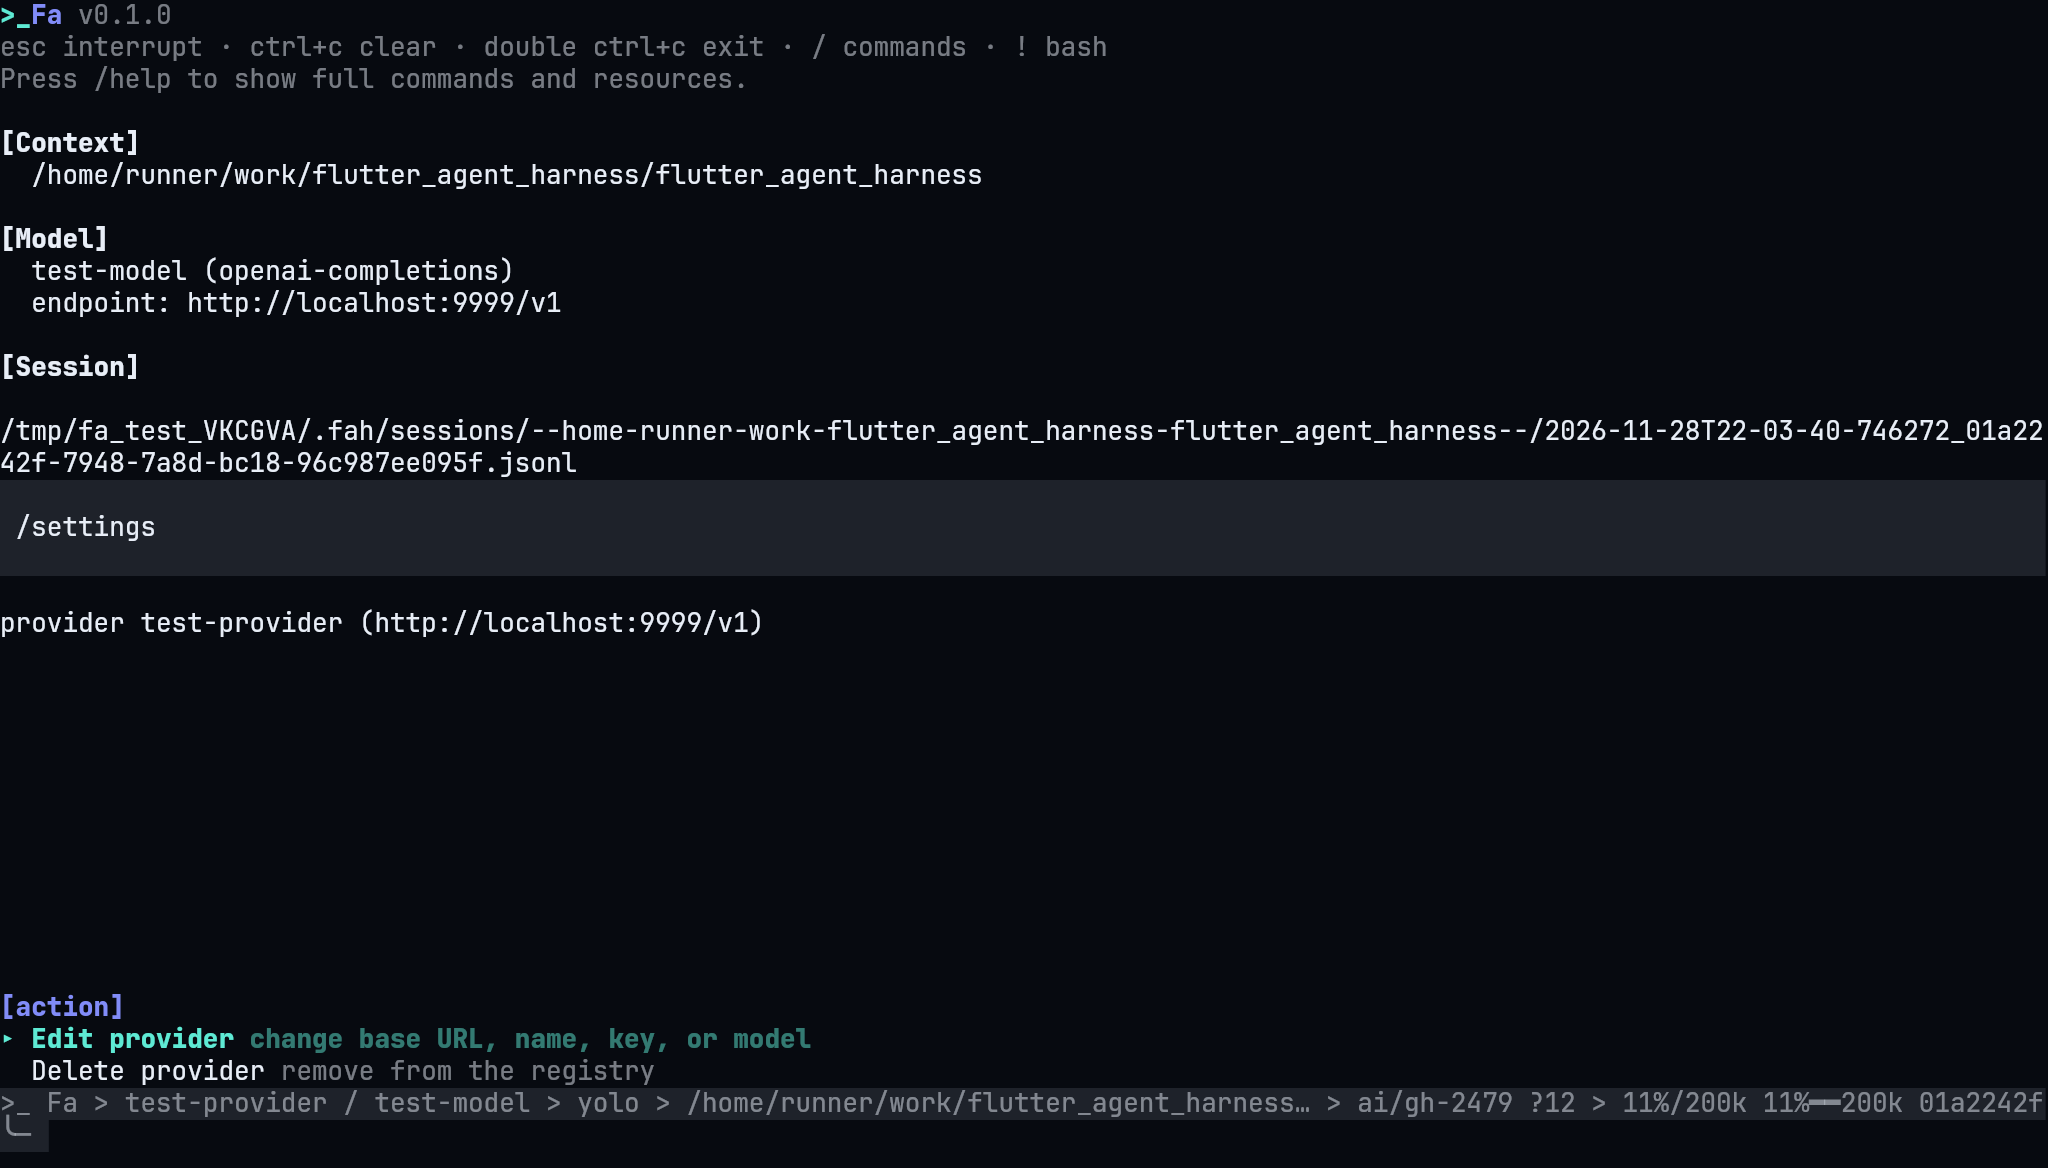 >_Fa v0.1.0
esc interrupt · ctrl+c clear · double ctrl+c exit · / commands · ! bash
Press /help to show full commands and resources.
[Context]
/home/runner/work/flutter_agent_harness/flutter_agent_harness
[Model]
test-model (openai-completions)
endpoint: http://localhost:9999/v1
[Session]
/tmp/fa_test_VKCGVA/.fah/sessions/--home-runner-work-flutter_agent_harness-flutter_agent_harness--/2026-11-28T22-03-40-746272_01a22
42f-7948-7a8d-bc18-96c987ee095f.jsonl
/settings
provider test-provider (http://localhost:9999/v1)
[action]
▸ Edit provider change base URL, name, key, or model
Delete provider remove from the registry
>_ Fa > test-provider / test-model > yolo > /home/runner/work/flutter_agent_harness… > ai/gh-2479 ?12 > 11%/200k 11%━━200k 01a2242f
╰─